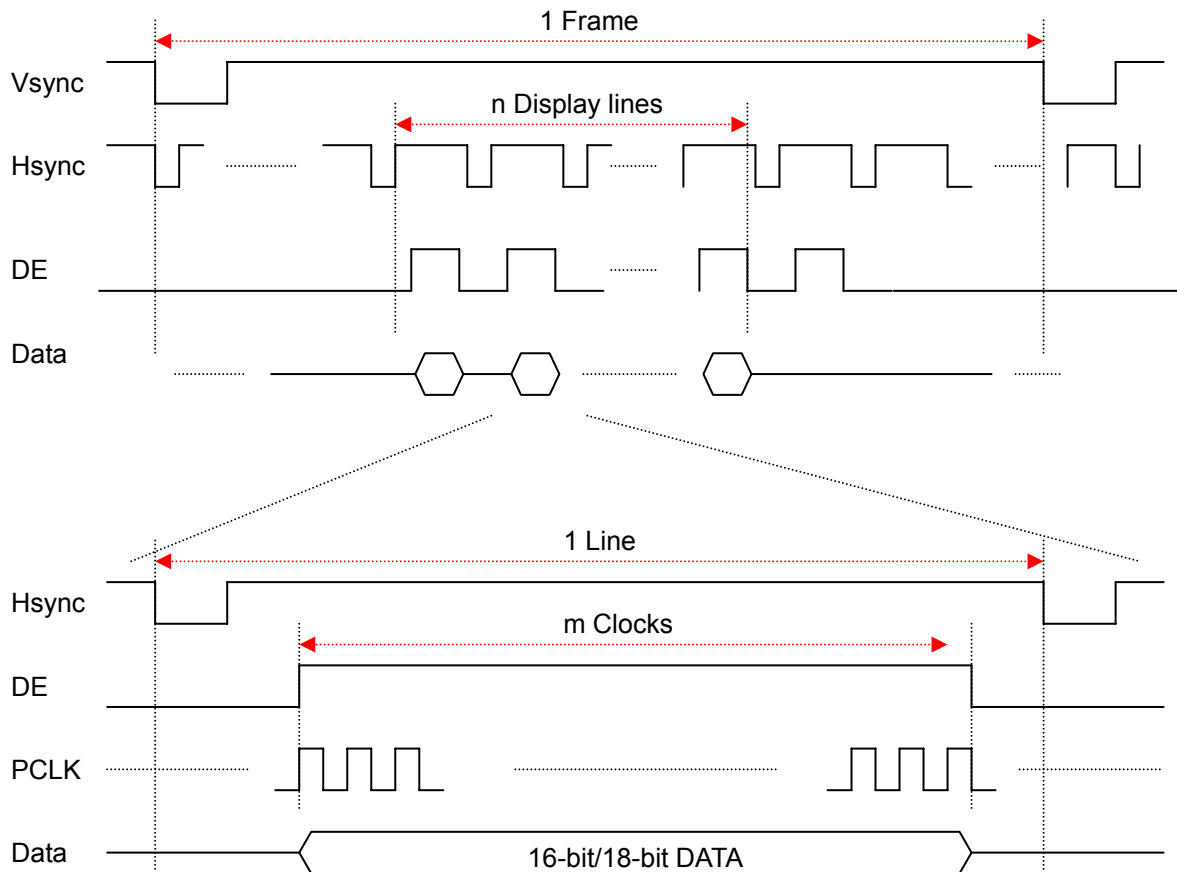 1 Frame
Vsync
n Display lines
Hsync
DE
Data
1 Line
Hsync
m Clocks
DE
PCLK
Data
16-bit/18-bit DATA